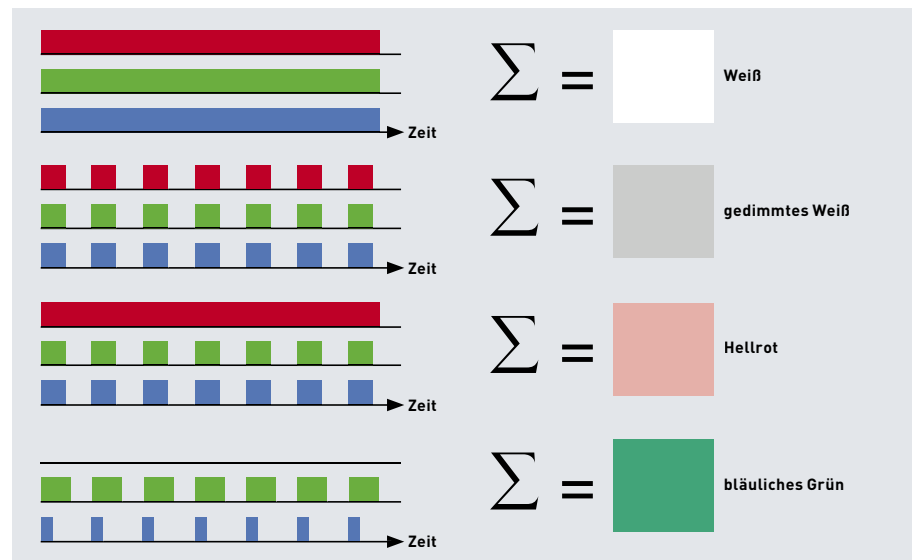 ∑ = Weiß
Zeit
∑ = gedimmtes Weiß
Zeit
∑ = Hellrot
Zeit
∑ = bläuliches Grün
Zeit